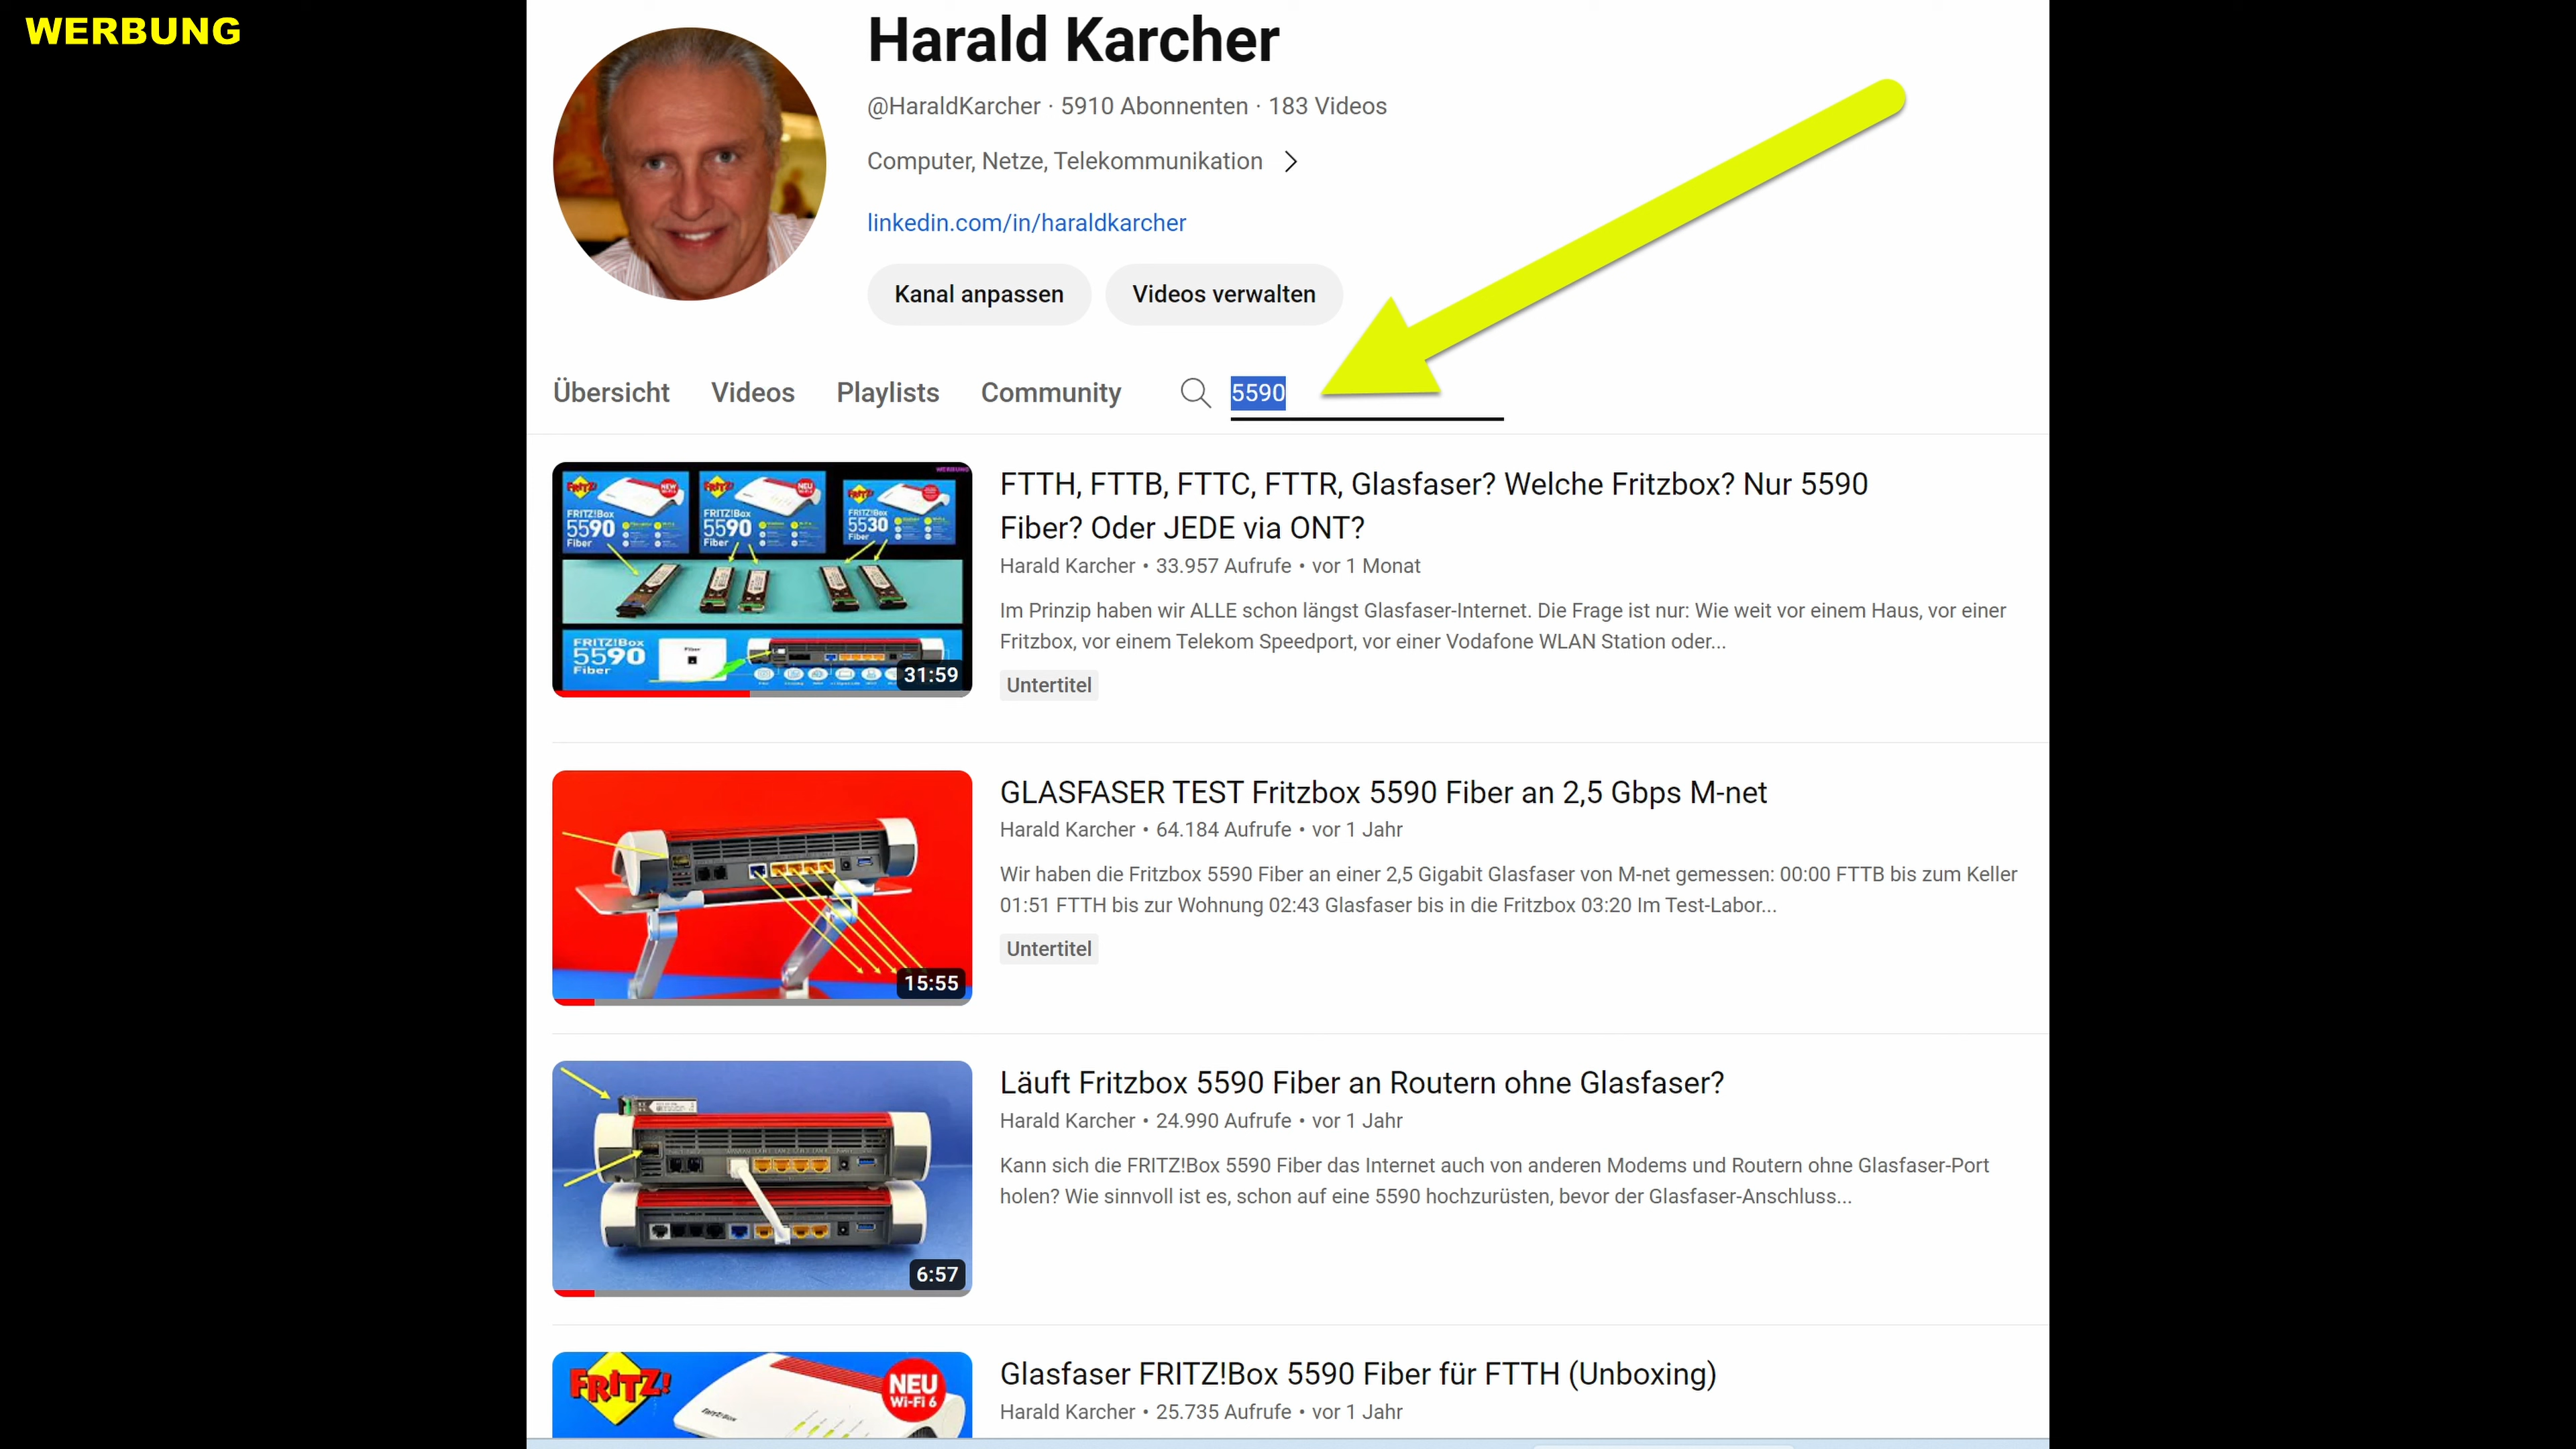 WERBUNG
Harald Karcher
@HaraldKarcher · 5910 Abonnenten · 183 Videos
Computer, Netze, Telekommunikation
linkedin.com/in/haraldkarcher
Kanal anpassen
Videos verwalten
Übersicht Videos Playlists Community 5590
WERBUNG
FRITZ! NEW FRITZ! NEU FRITZ!
FRITZ!Box FRITZ!Box FRITZ!Box
5590 5590 5530
Fiber Fiber Fiber
FRITZ!Box
5590
Fiber
31:59
FTTH, FTTB, FTTC, FTTR, Glasfaser? Welche Fritzbox? Nur 5590
Fiber? Oder JEDE via ONT?
Harald Karcher • 33.957 Aufrufe • vor 1 Monat
Im Prinzip haben wir ALLE schon längst Glasfaser-Internet. Die Frage ist nur: Wie weit vor einem Haus, vor einer
Fritzbox, vor einem Telekom Speedport, vor einer Vodafone WLAN Station oder...
Untertitel
15:55
GLASFASER TEST Fritzbox 5590 Fiber an 2,5 Gbps M-net
Harald Karcher • 64.184 Aufrufe • vor 1 Jahr
Wir haben die Fritzbox 5590 Fiber an einer 2,5 Gigabit Glasfaser von M-net gemessen: 00:00 FTTB bis zum Keller
01:51 FTTH bis zur Wohnung 02:43 Glasfaser bis in die Fritzbox 03:20 Im Test-Labor...
Untertitel
6:57
Läuft Fritzbox 5590 Fiber an Routern ohne Glasfaser?
Harald Karcher • 24.990 Aufrufe • vor 1 Jahr
Kann sich die FRITZ!Box 5590 Fiber das Internet auch von anderen Modems und Routern ohne Glasfaser-Port
holen? Wie sinnvoll ist es, schon auf eine 5590 hochzurüsten, bevor der Glasfaser-Anschluss...
FRITZ!
NEU
Wi-Fi 6
FRITZ!Box
Glasfaser FRITZ!Box 5590 Fiber für FTTH (Unboxing)
Harald Karcher • 25.735 Aufrufe • vor 1 Jahr